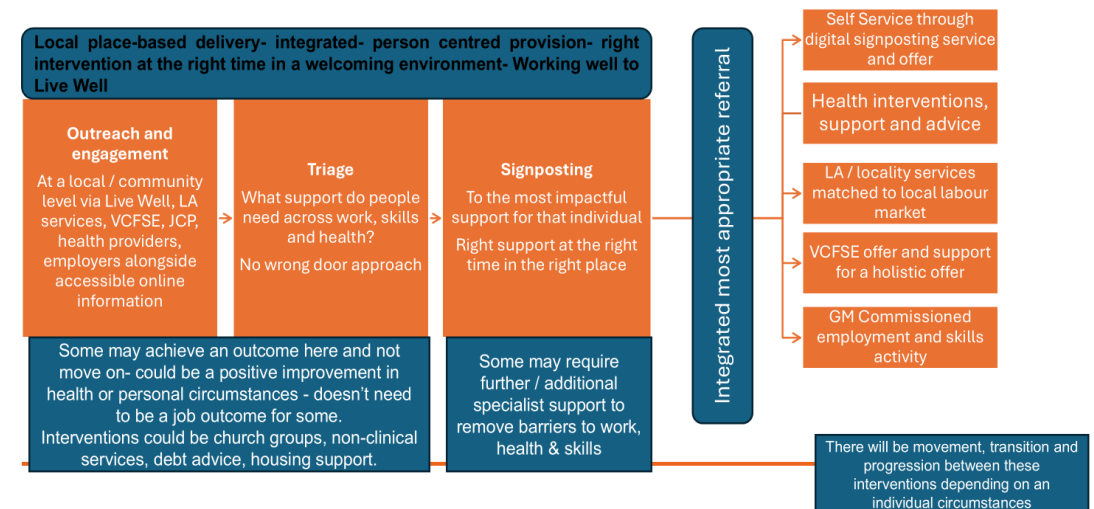 Local place-based delivery- integrated- person centred provision- right
intervention at the right time in a welcoming environment- Working well to
Live Well
Outreach and
engagement
At a local / community
level via Live Well, LA
services, VCFSE, JCP,
health providers,
employers alongside
accessible online
information
Triage
What support do people
need across work, skills
and health?
No wrong door approach
Signposting
To the most impactful
support for that individual
Right support at the right
time in the right place
Some may achieve an outcome here and not
move on- could be a positive improvement in
health or personal circumstances - doesn’t need
to be a job outcome for some.
Interventions could be church groups, non-clinical
services, debt advice, housing support.
Some may require
further / additional
specialist support to
remove barriers to work,
health & skills
Integrated most appropriate referral
Self Service through
digital signposting service
and offer
Health interventions,
support and advice
LA / locality services
matched to local labour
market
VCFSE offer and support
for a holistic offer
GM Commissioned
employment and skills
activity
There will be movement, transition and
progression between these
interventions depending on an
individual circumstances